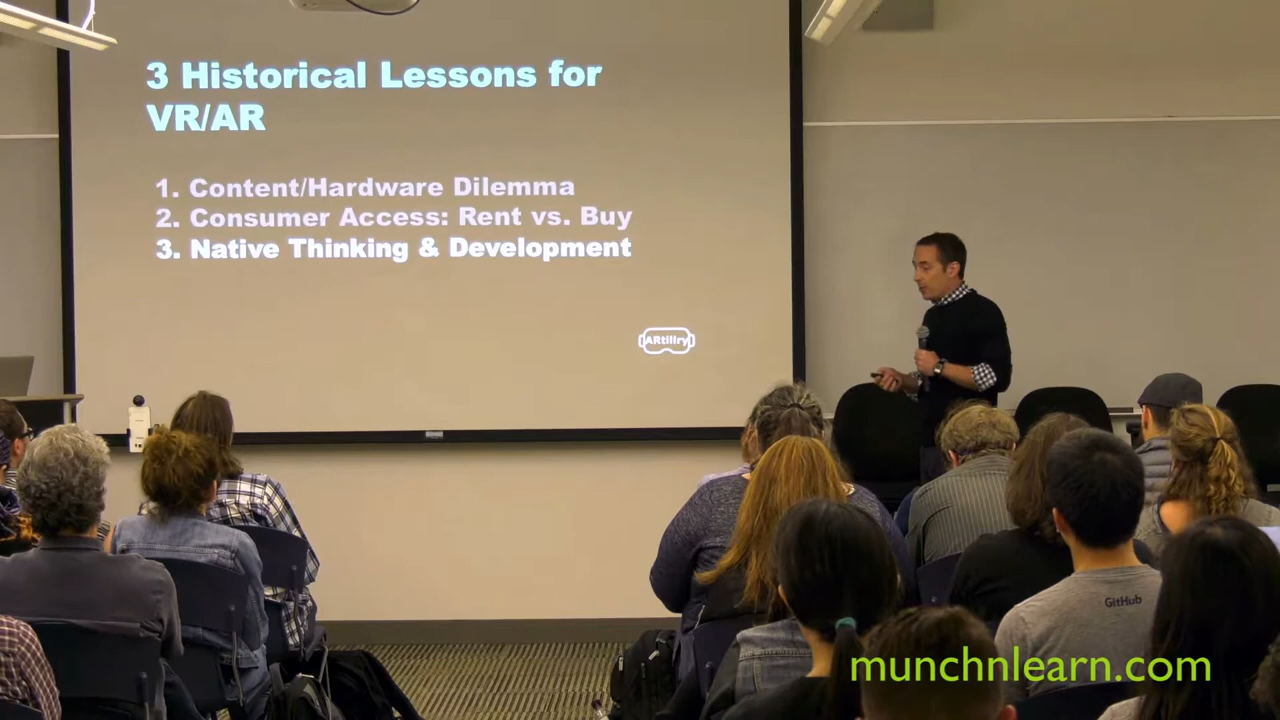 3 Historical Lessons for
VR/AR
1. Content/Hardware Dilemma
2. Consumer Access: Rent vs. Buy
3. Native Thinking & Development
ARtillry
GitHub
munchnlearn.com